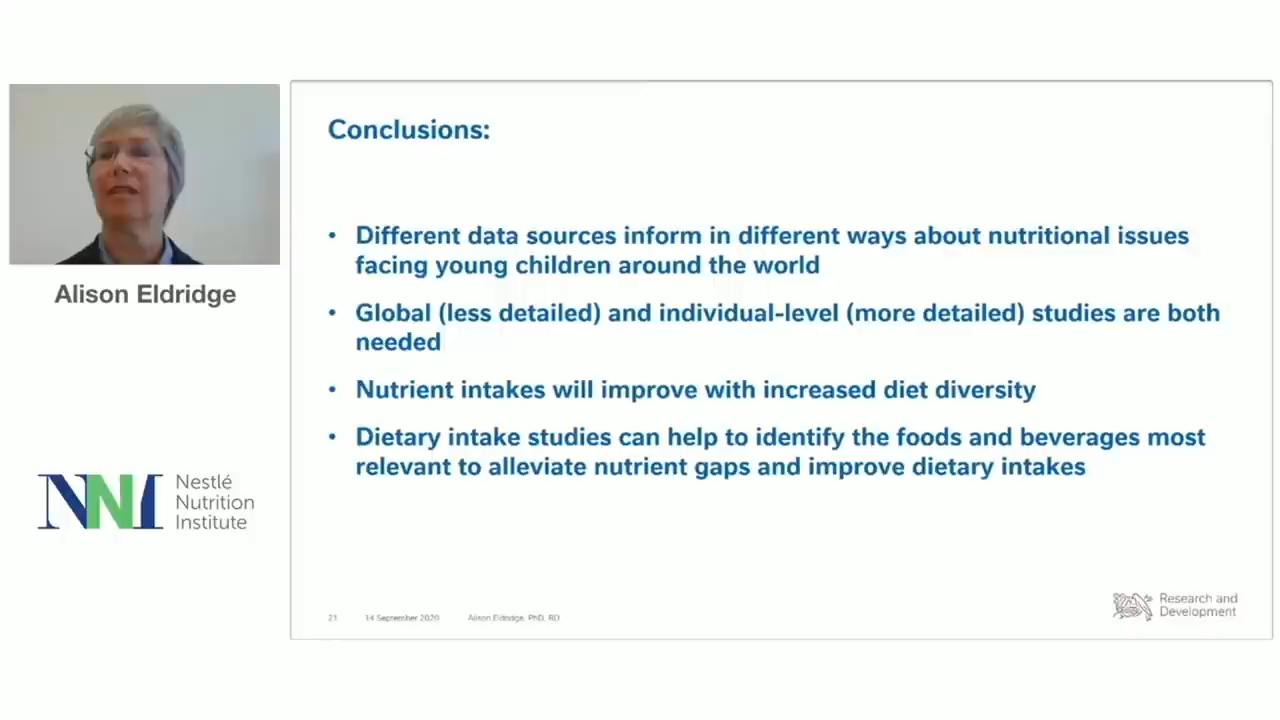 Conclusions:
• Different data sources inform in different ways about nutritional issues
facing young children around the world
• Global (less detailed) and individual-level (more detailed) studies are both
needed
• Nutrient intakes will improve with increased diet diversity
• Dietary intake studies can help to identify the foods and beverages most
relevant to alleviate nutrient gaps and improve dietary intakes
Alison Eldridge
NNI
Nestlé
Nutrition
Institute
21 14 September 2020 Alison Eldridge, PhD, RD
Research and
Development